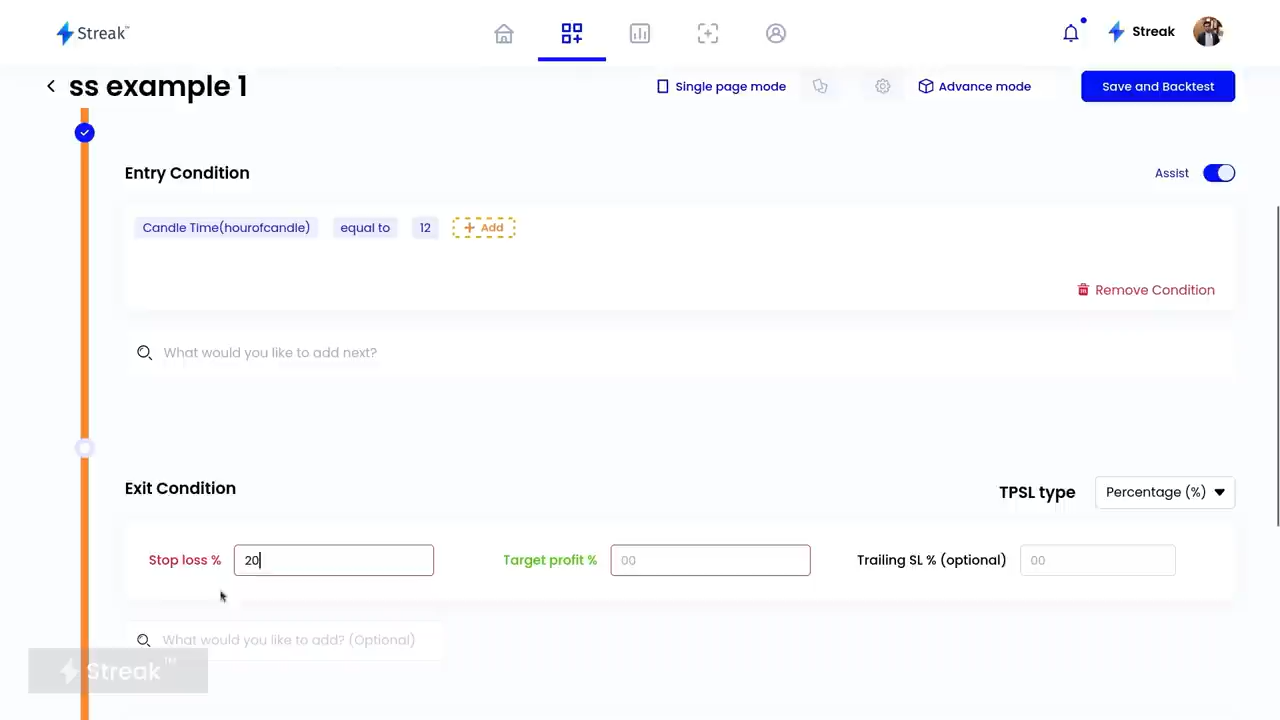 Streak™
Streak
ss example 1
Single page mode
Advance mode
Save and Backtest
Entry Condition
Assist
Candle Time(hourofcandle) equal to 12 + Add
Remove Condition
What would you like to add next?
Exit Condition
TPSL type
Percentage (%)
Stop loss % 20
Target profit % 00
Trailing SL % (optional) 00
What would you like to add? (Optional)
Streak™